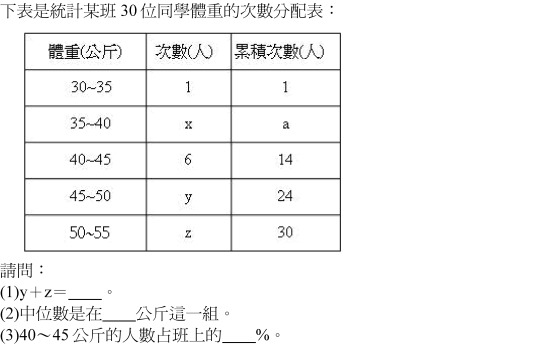 下表是統計某班30位同學體重的次數分配表：
體重(公斤) 次數(人) 累積次數(人)
30~35 1 1
35~40 x a
40~45 6 14
45~50 y 24
50~55 z 30
請問：
(1)y＋z＝____。
(2)中位數是在____公斤這一組。
(3)40～45公斤的人數占班上的____%。